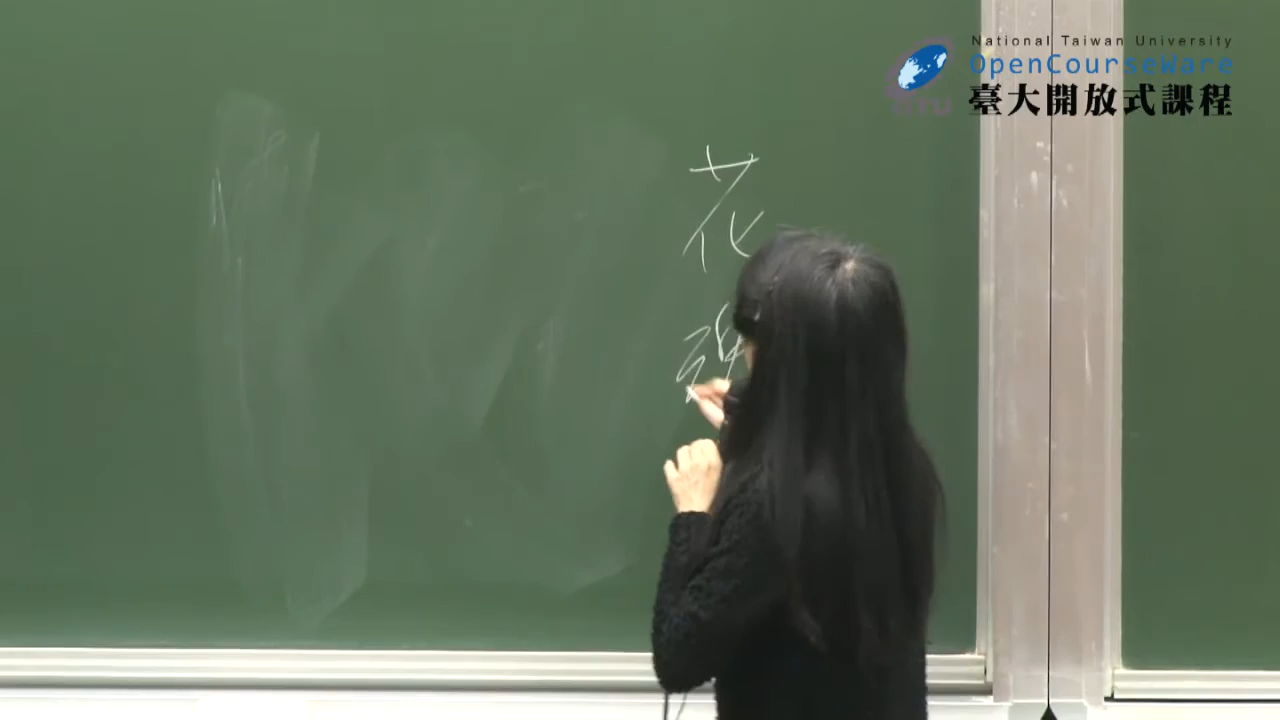 National Taiwan University
OpenCourseWare
臺大開放式課程
花